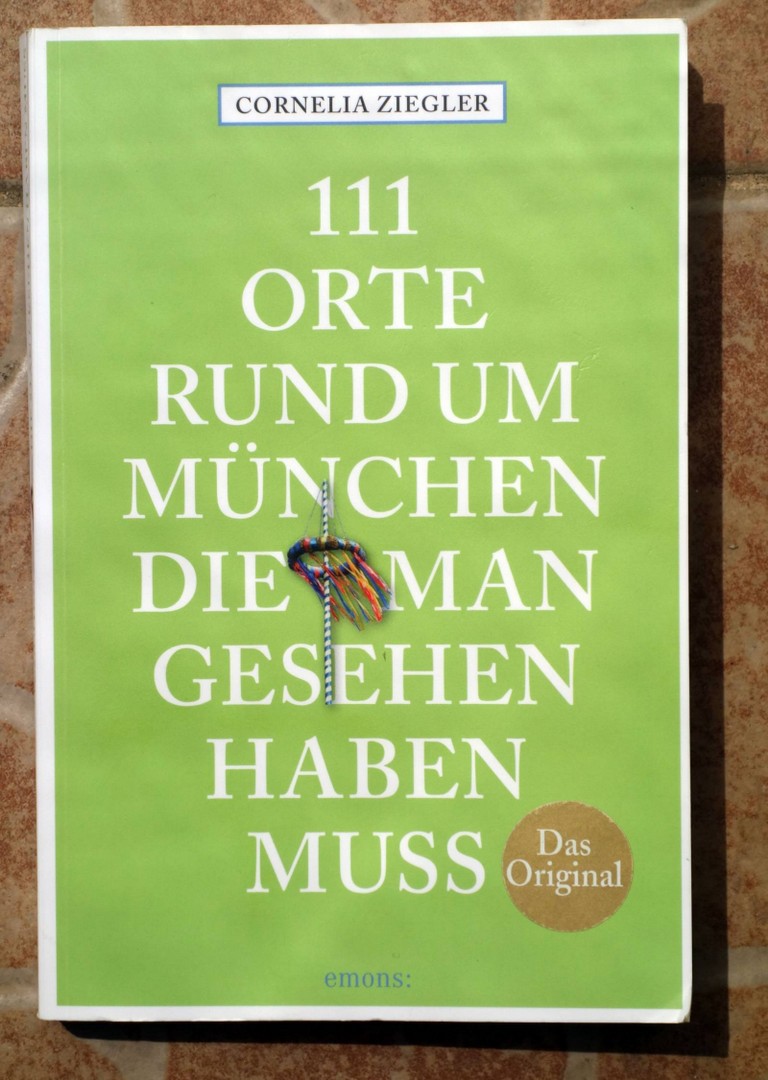 CORNELIA ZIEGLER
111
ORTE
RUND UM
MÜNCHEN
DIE MAN
GESEHEN
HABEN
MUSS
Das
Original
emons: